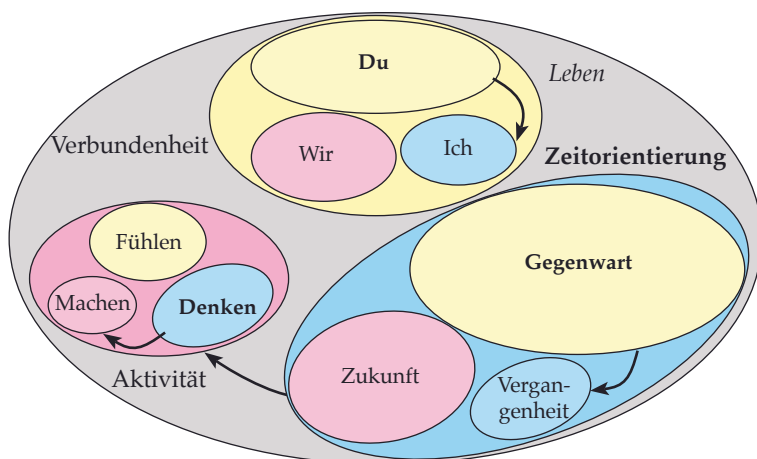 Du
Leben
Verbundenheit
Wir
Ich
Zeitorientierung
Fühlen
Gegenwart
Machen
Denken
Zukunft
Aktivität
Vergan-
genheit